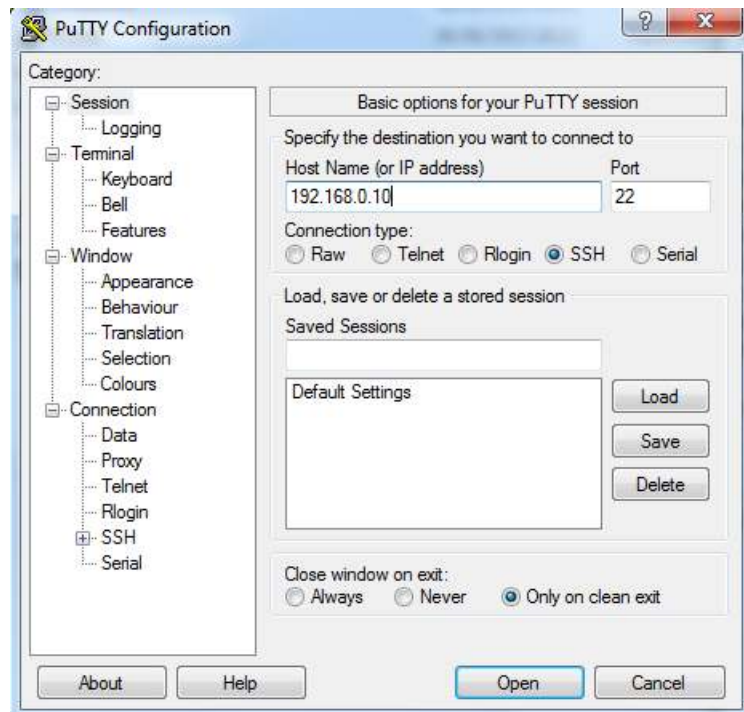 PuTTY Configuration
Category:
Session
Logging
Terminal
Keyboard
Bell
Features
Window
Appearance
Behaviour
Translation
Selection
Colours
Connection
Data
Proxy
Telnet
Rlogin
SSH
Serial
Basic options for your PuTTY session
Specify the destination you want to connect to
Host Name (or IP address) Port
192.168.0.10 22
Connection type:
Raw Telnet Rlogin SSH Serial
Load, save or delete a stored session
Saved Sessions
Default Settings
Load
Save
Delete
Close window on exit:
Always Never Only on clean exit
About Help Open Cancel